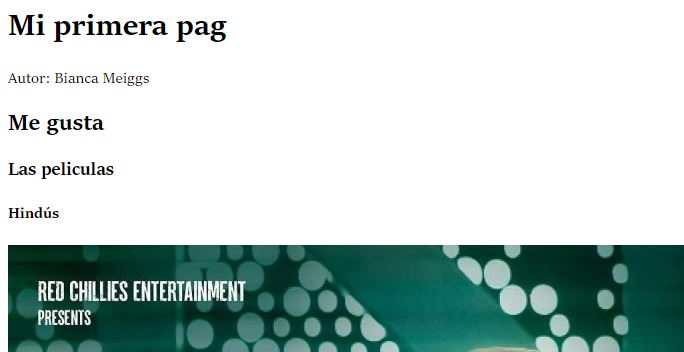 Mi primera pag
Autor: Bianca Meiggs
Me gusta
Las peliculas
Hindús
RED CHILLIES ENTERTAINMENT
PRESENTS